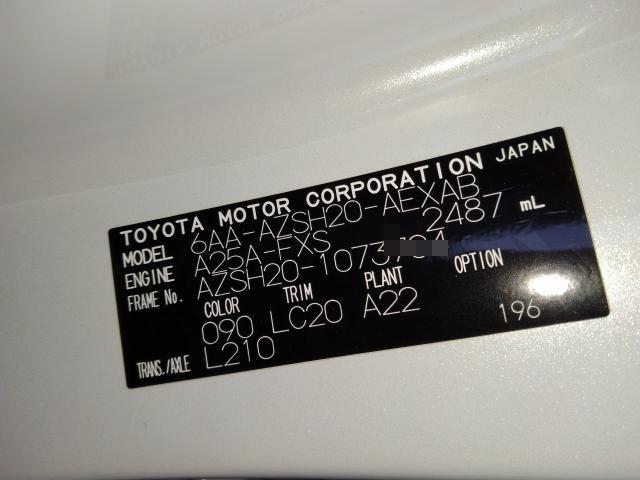 TOYOTA MOTOR CORPORATION JAPAN
MODEL 6AA-AZSH20-AEXAB
ENGINE A25A-FXS 2487 mL
FRAME No. AZSH20-
COLOR TRIM PLANT OPTION
090 LC20 A22
TRANS./AXLE L210 196